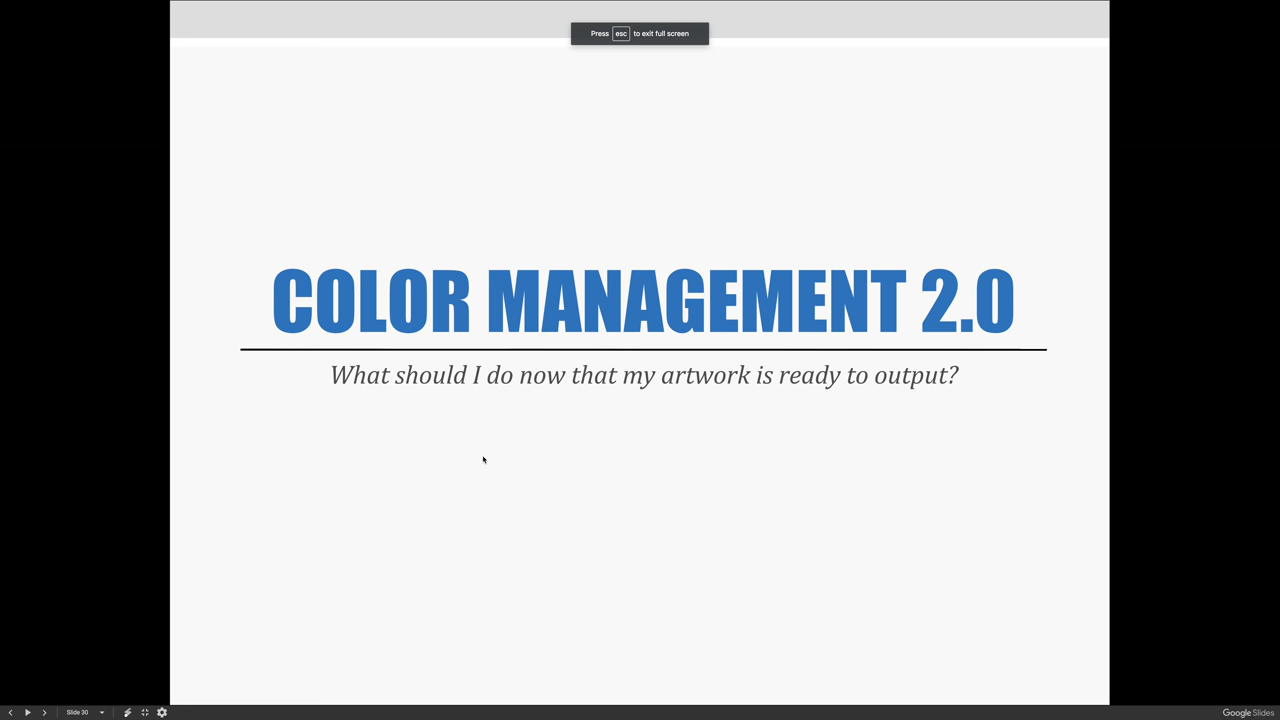 Press esc to exit full screen
COLOR MANAGEMENT 2.0
What should I do now that my artwork is ready to output?
Slide 30
Google Slides